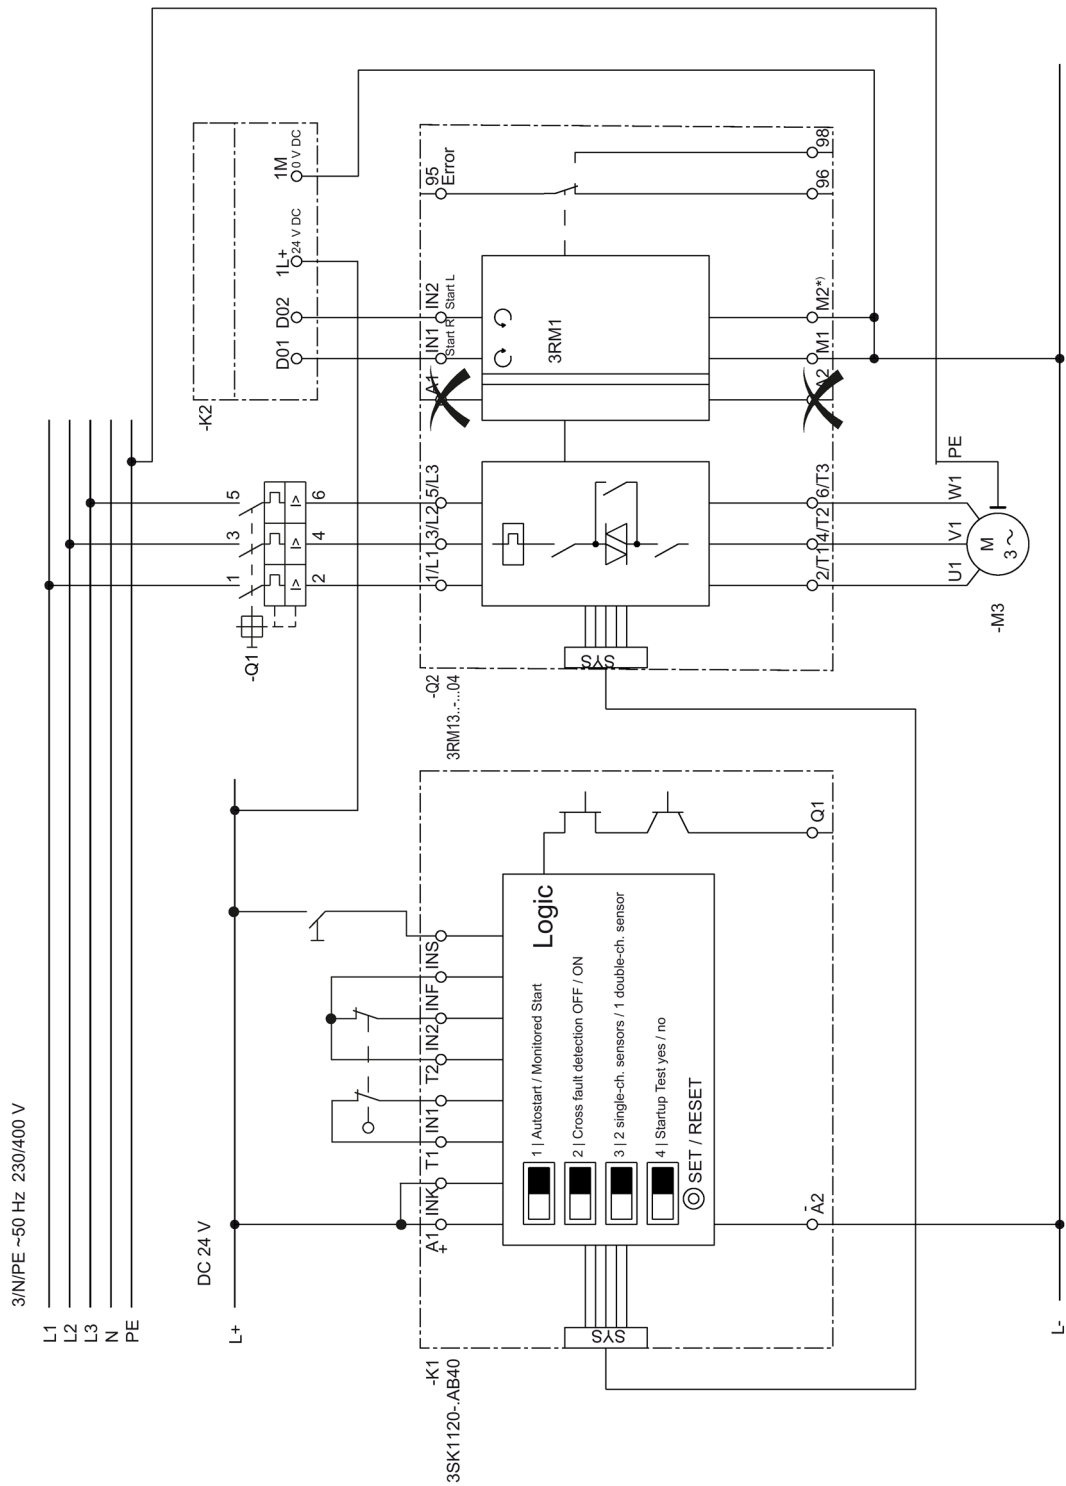 3/N/PE ~50 Hz 230/400 V
L1
L2
L3
N
PE
DC 24 V
L+
L-
-Q1
1
3
5
I>
I>
I>
2
4
6
-K2
D01
D02
1L+
24 V DC
1M
0 V DC
-K1
3SK1120-.AB40
A1
+
INK
T1
IN1
T2
IN2
INF
INS
SYS
Logic
1 | Autostart / Monitored Start
2 | Cross fault detection OFF / ON
3 | 2 single-ch. sensors / 1 double-ch. sensor
4 | Startup Test yes / no
SET / RESET
A2
-
Q1
-Q2
3RM13..-...04
SYS
1/L1
3/L2
5/L3
A1
IN1
Start R
IN2
Start L
95
Error
3RM1
2/T1
4/T2
6/T3
A2
M1
M2*)
96
98
U1
V1
W1
PE
M
3 ~
-M3